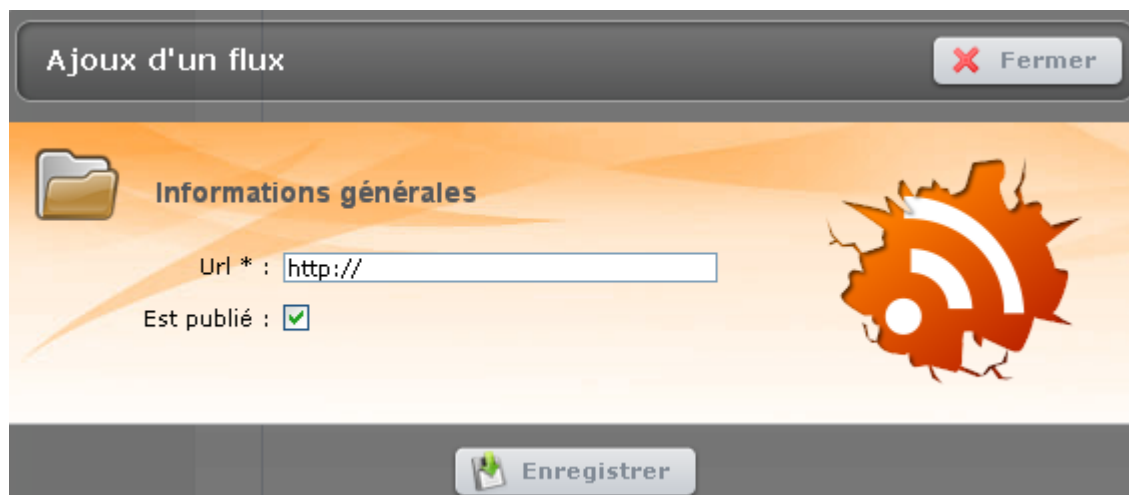 Ajoux d'un flux
Fermer
Informations générales
Url * : http://
Est publié :
Enregistrer